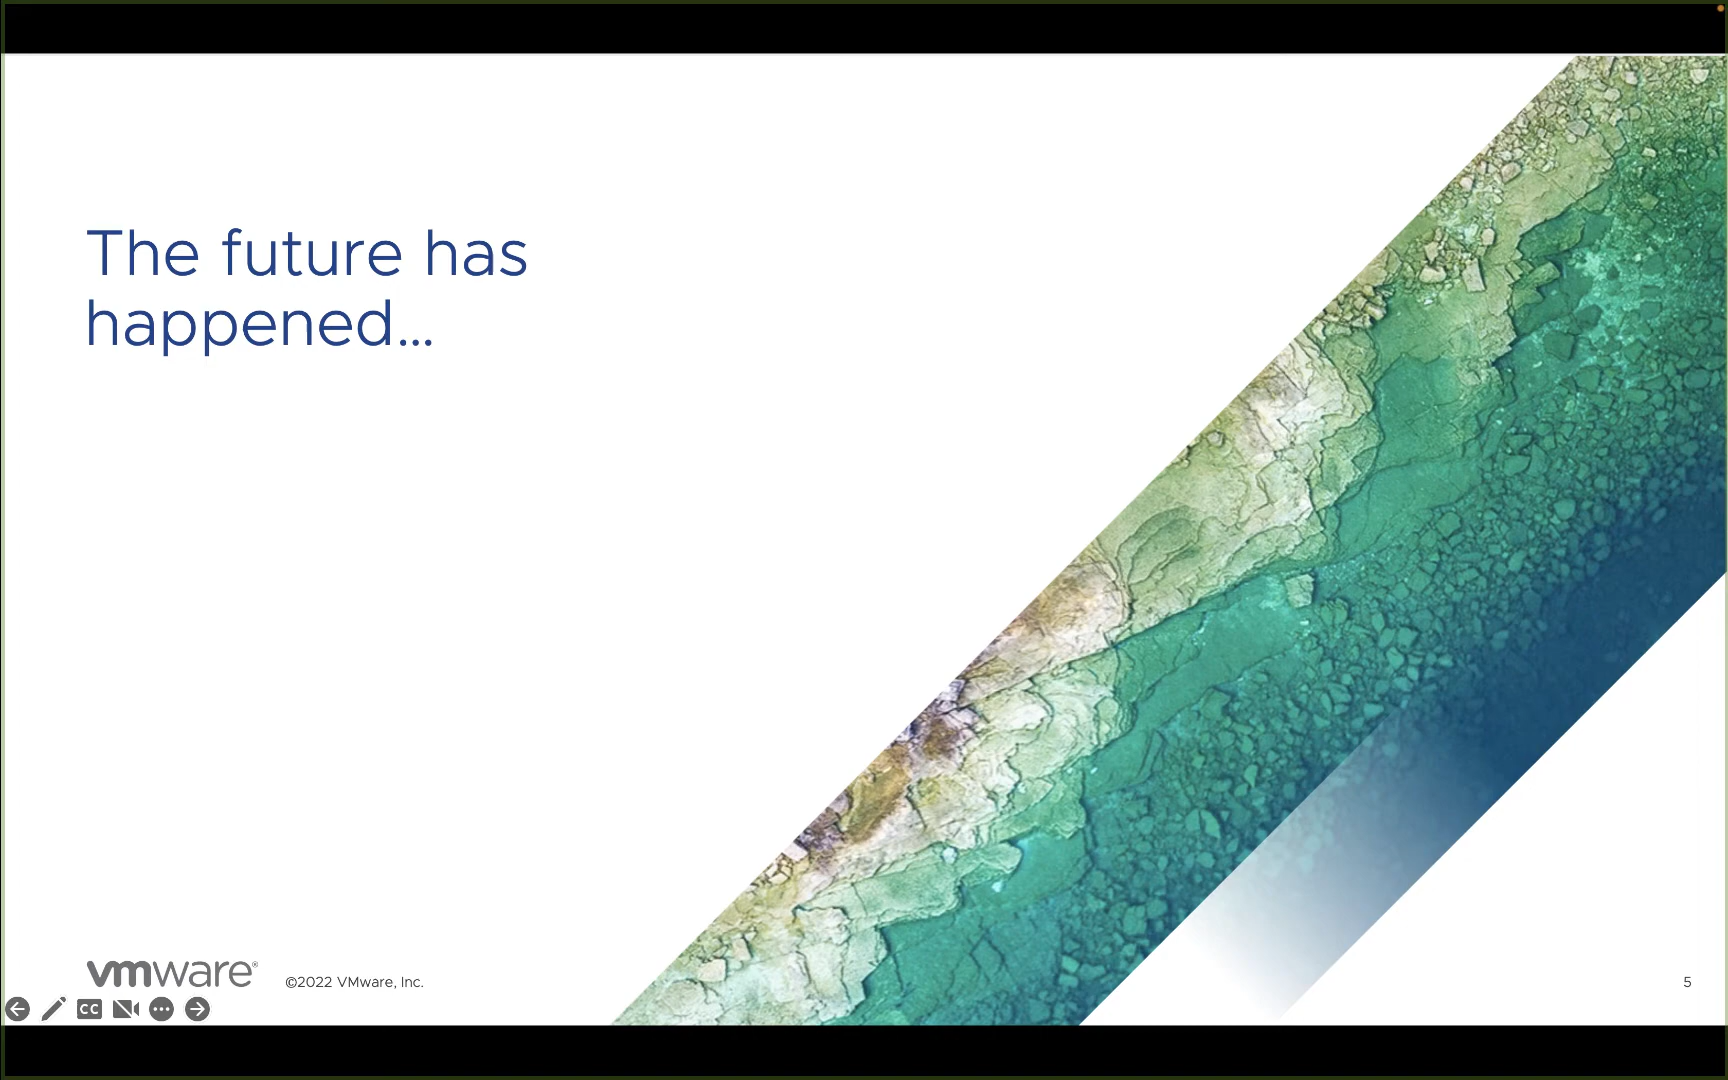 The future has
happened...
vmware®
©2022 VMware, Inc.
5
CC